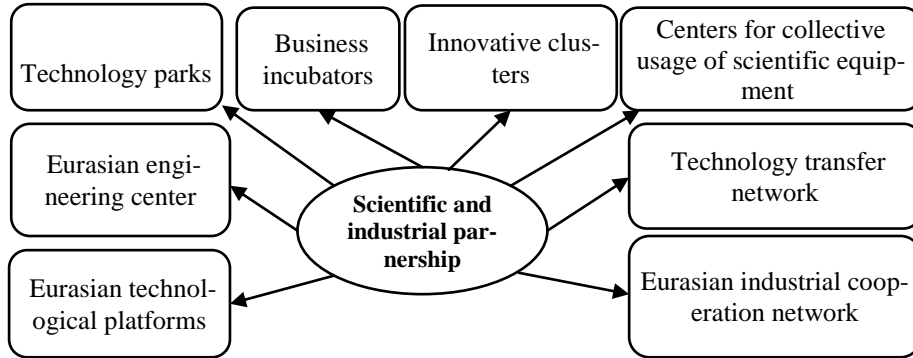 Technology parks
Business
incubators
Innovative clus-
ters
Centers for collective
usage of scientific equip-
ment
Eurasian engi-
neering center
Scientific and
industrial par-
nership
Technology transfer
network
Eurasian technol-
ogical platforms
Eurasian industrial coop-
eration network